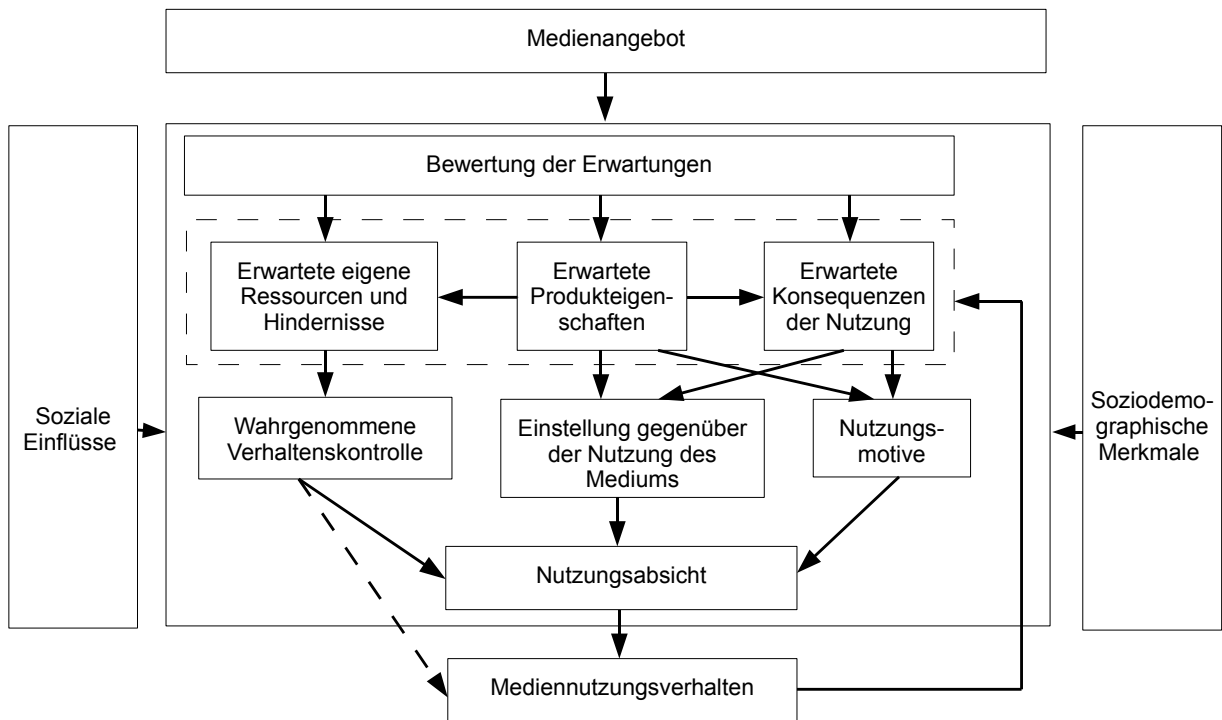 Medienangebot
Bewertung der Erwartungen
Erwartete eigene
Ressourcen und
Hindernisse
Erwartete
Produkteigen-
schaften
Erwartete
Konsequenzen
der Nutzung
Soziale
Einflüsse
Wahrgenommene
Verhaltenskontrolle
Einstellung gegenüber
der Nutzung des
Mediums
Nutzungs-
motive
Soziodemo-
graphische
Merkmale
Nutzungsabsicht
Mediennutzungsverhalten